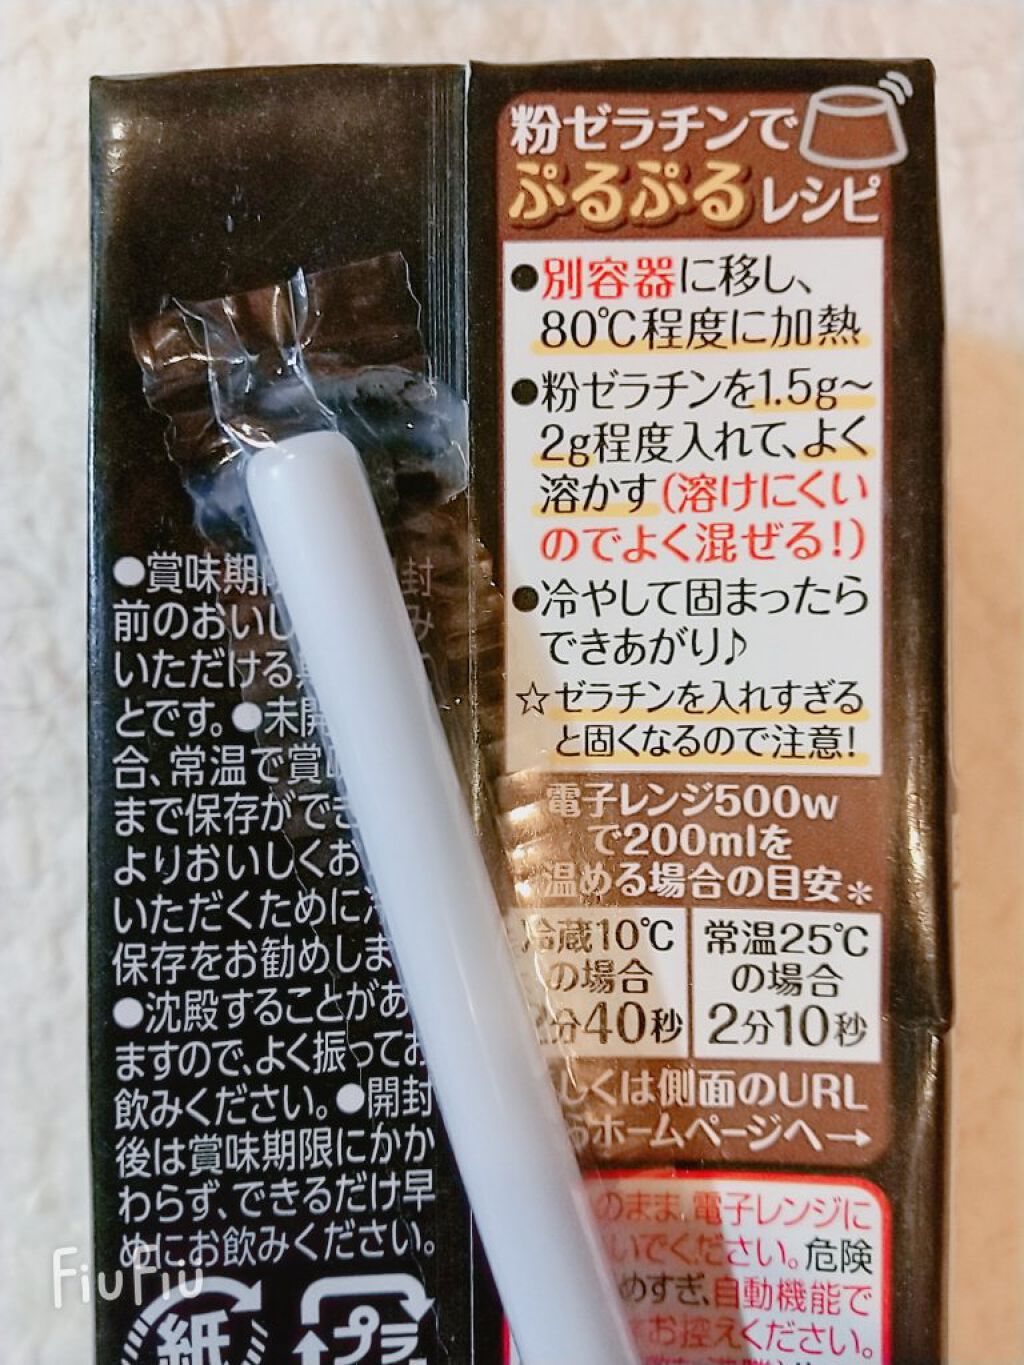 粉ゼラチンで
ぷるぷるレシピ
●別容器に移し、
80℃程度に加熱
●粉ゼラチンを1.5g〜
2g程度入れて、よく
溶かす(溶けにくい
のでよく混ぜる!)
●冷やして固まったら
できあがり♪
☆ゼラチンを入れすぎる
と固くなるので注意!
電子レンジ500w
で200mlを
温める場合の目安*
冷蔵10℃
の場合
2分40秒
常温25℃
の場合
2分10秒
しくは側面のURL
ホームページへ→
のまま電子レンジに
いでください。危険
めすぎ、自動機能で
お控えください。
●賞味期 封
前のおいし み
いただける
とです。●未開
合、常温で賞味
まで保存ができ
よりおいしくお
いただくために
保存をお勧めしま
●沈殿することがあ
ますので、よく振ってお
飲みください。●開封
後は賞味期限にかか
わらず、できるだけ早
めにお飲みください。
紙
プラ
FiuFiu